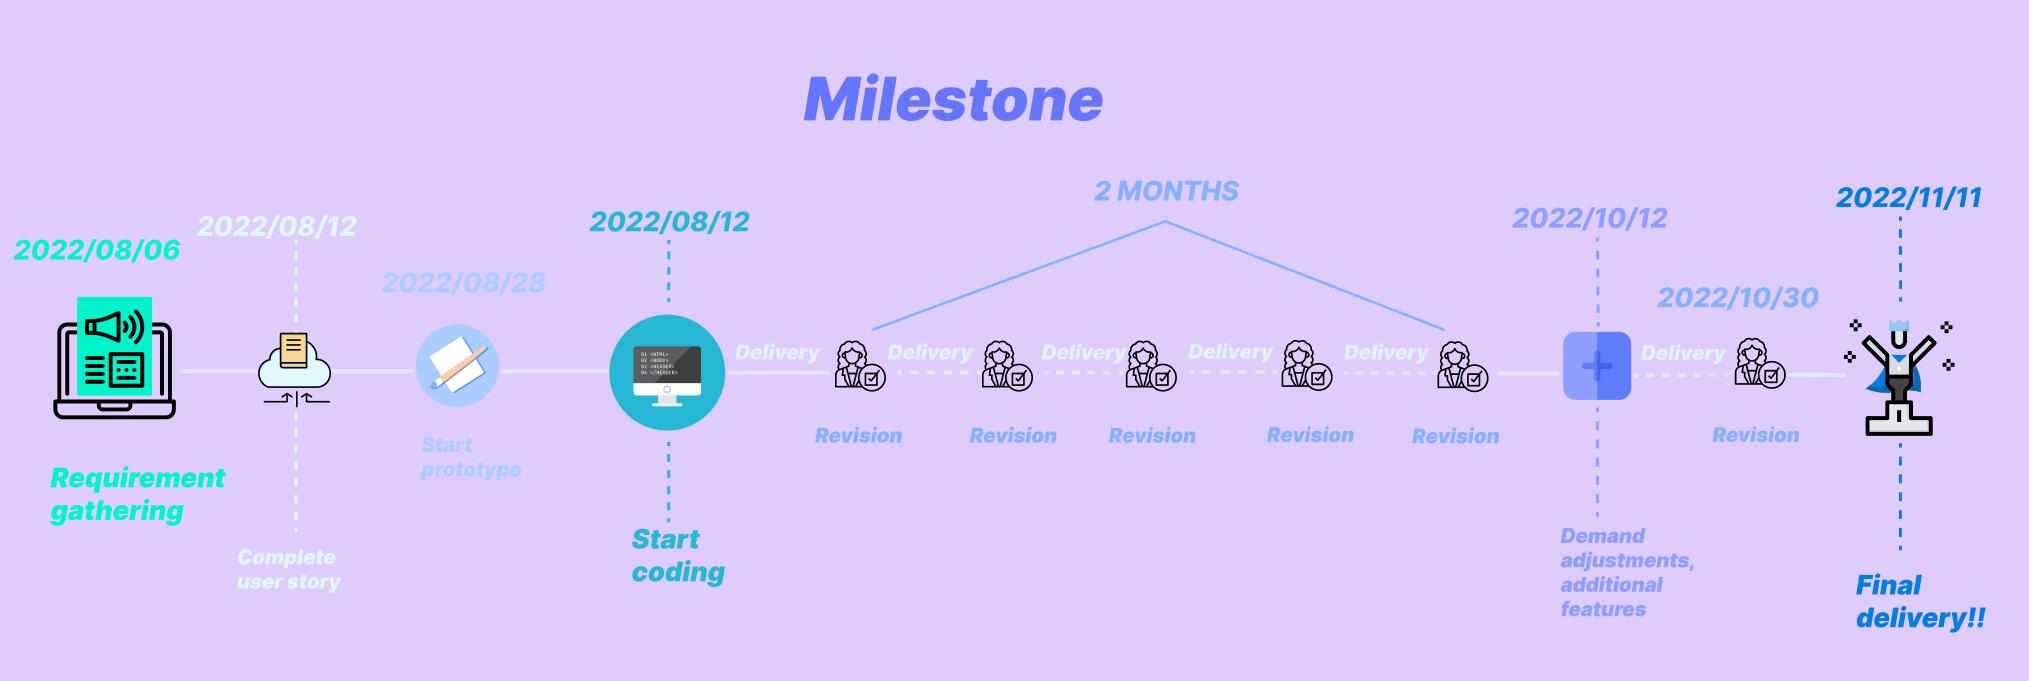 Milestone
2022/08/06
Requirement
gathering
2022/08/12
Complete
user story
2022/08/28
Start
prototype
2022/08/12
01 <HTML>
02 <BODY>
03 <HEADER>
04 </HEADER>
Start
coding
2 MONTHS
Delivery
Revision
Delivery
Revision
Delivery
Revision
Delivery
Revision
Delivery
Revision
2022/10/12
Demand
adjustments,
additional
features
Delivery
2022/10/30
Revision
2022/11/11
Final
delivery!!